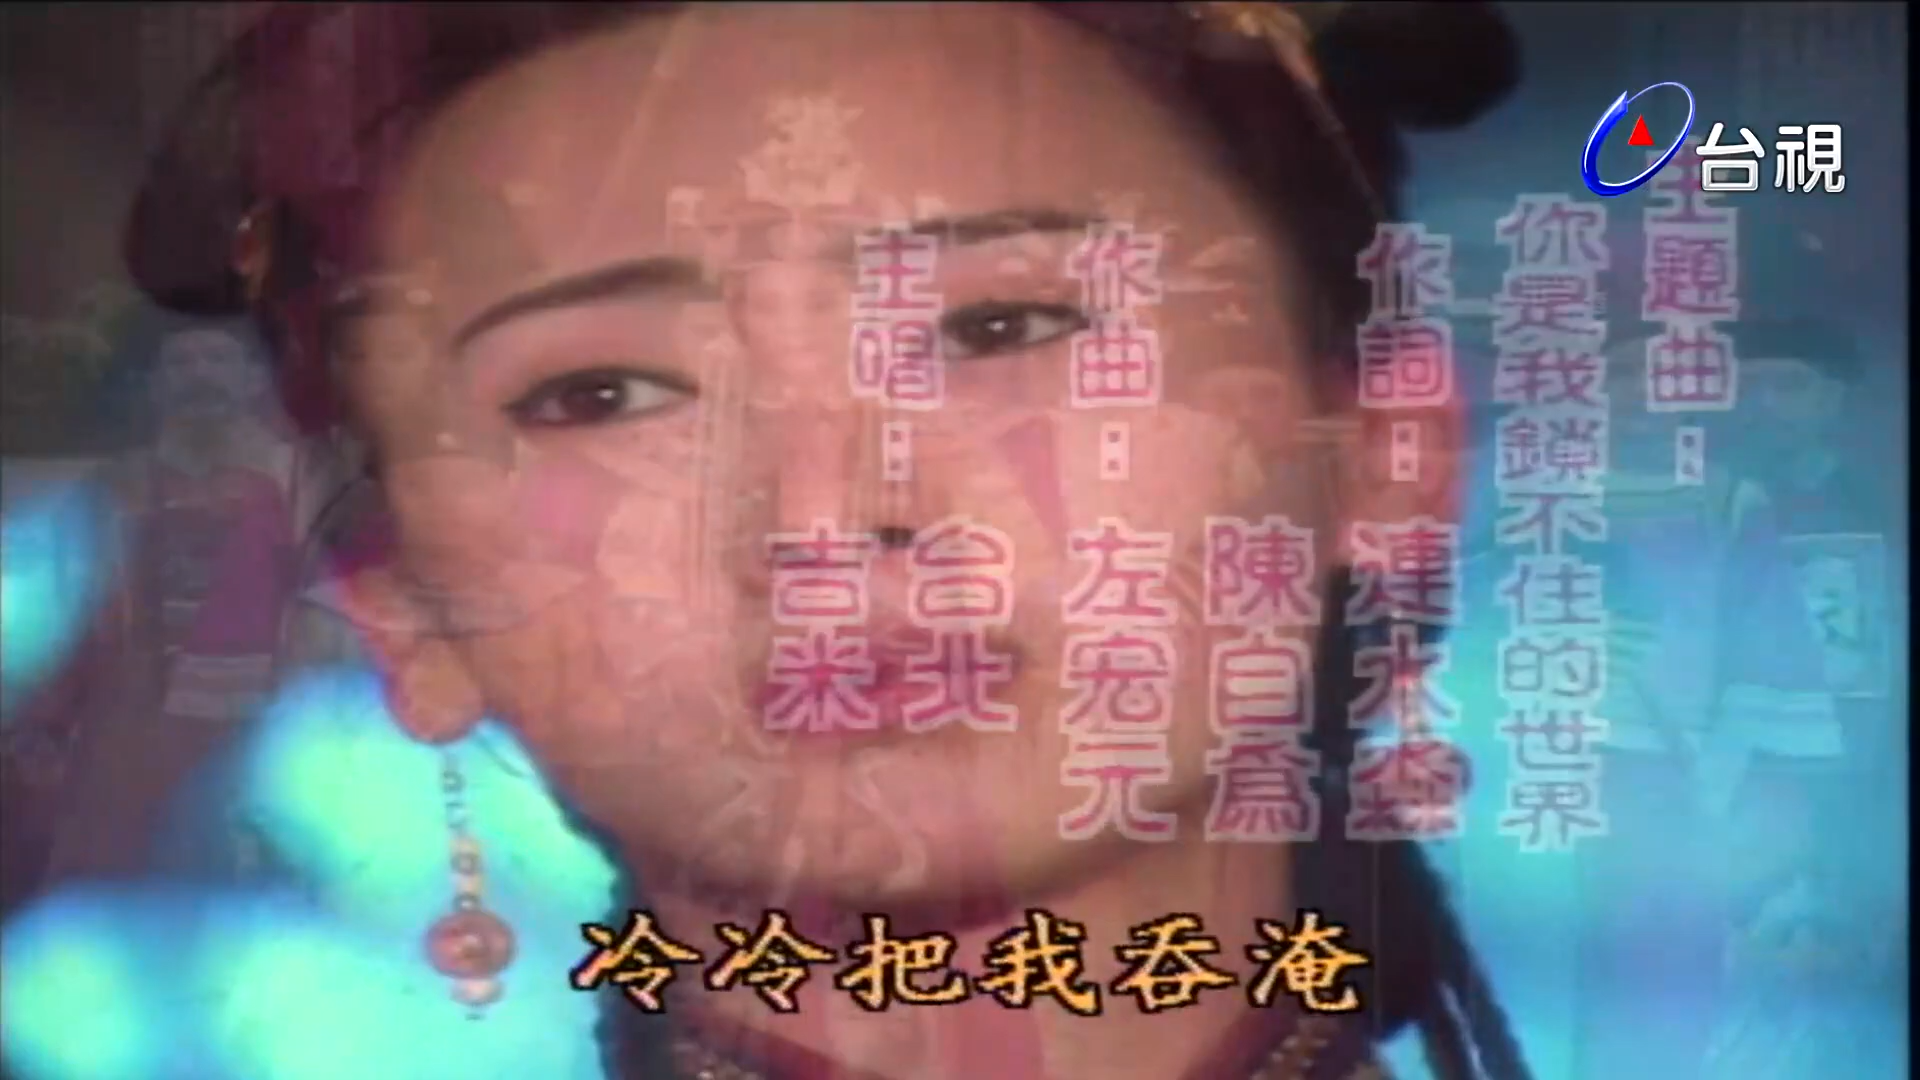 台視
主題曲：
你是我鎖不住的世界
作詞：連水淼
陳自為
作曲：左宏元
主唱：台北
吉米
冷冷把我吞淹